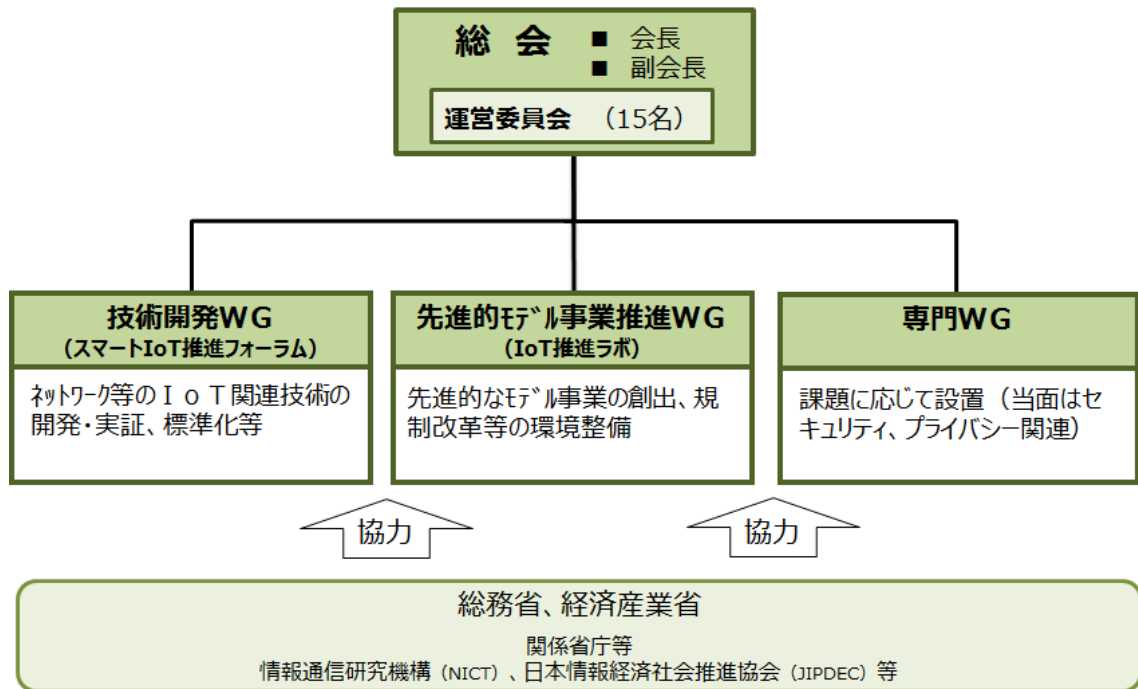 総 会
■ 会長
■ 副会長
運営委員会 （15名）
技術開発WG
（スマートIoT推進フォーラム）
ﾈｯﾄﾜｰｸ等のＩｏＴ関連技術の
開発・実証、標準化等
先進的ﾓﾃﾞﾙ事業推進WG
（IoT推進ラボ）
先進的なﾓﾃﾞﾙ事業の創出、規
制改革等の環境整備
専門WG
課題に応じて設置（当面はセ
キュリティ、プライバシー関連）
協力
協力
総務省、経済産業省
関係省庁等
情報通信研究機構（NICT）、日本情報経済社会推進協会（JIPDEC）等